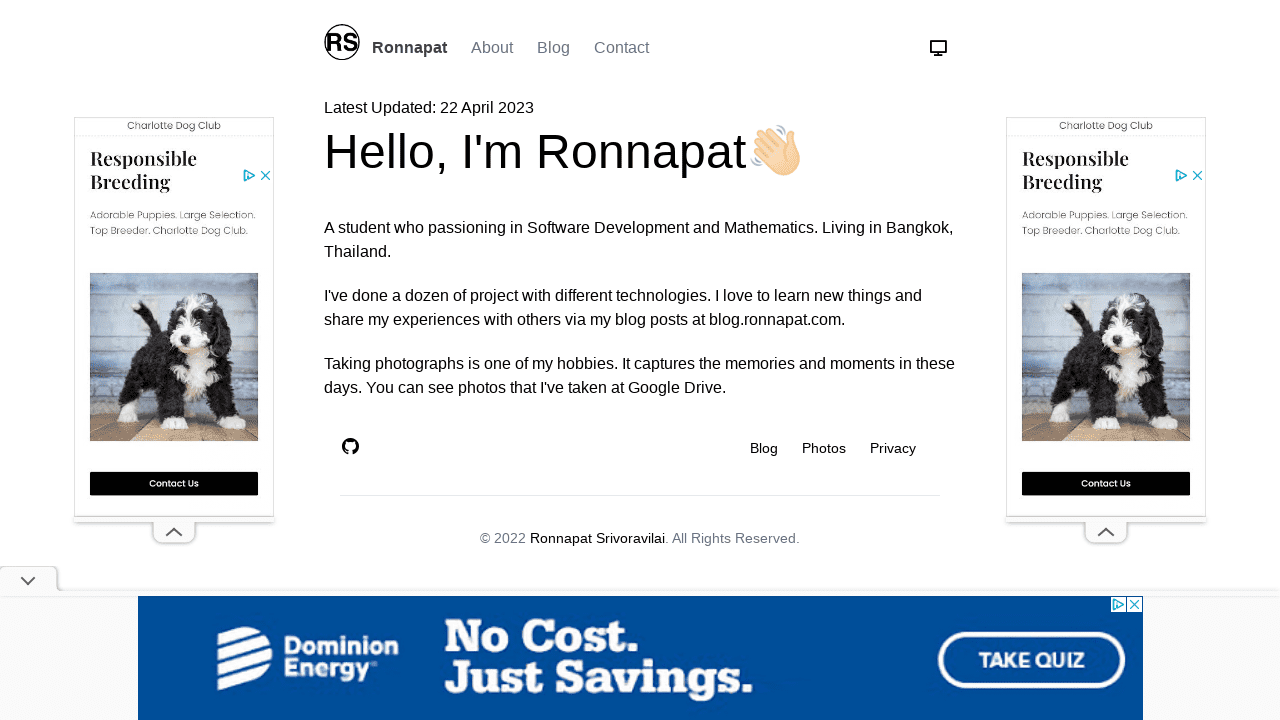 RS Ronnapat About Blog Contact
Latest Updated: 22 April 2023
Hello, I'm Ronnapat👋🏻
A student who passioning in Software Development and Mathematics. Living in Bangkok,
Thailand.
I've done a dozen of project with different technologies. I love to learn new things and
share my experiences with others via my blog posts at blog.ronnapat.com.
Taking photographs is one of my hobbies. It captures the memories and moments in these
days. You can see photos that I've taken at Google Drive.
Blog Photos Privacy
© 2022 Ronnapat Srivoravilai. All Rights Reserved.
Charlotte Dog Club
Responsible
Breeding
Adorable Puppies. Large Selection.
Top Breeder. Charlotte Dog Club.
Contact Us
Charlotte Dog Club
Responsible
Breeding
Adorable Puppies. Large Selection.
Top Breeder. Charlotte Dog Club.
Contact Us
Dominion
Energy®
No Cost.
Just Savings.
TAKE QUIZ